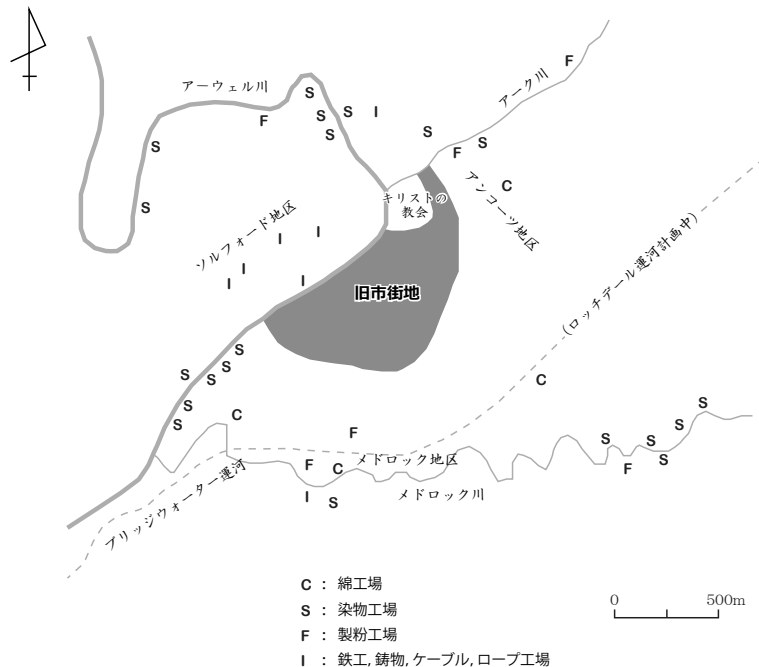 アーウェル川
アーク川
F
S
S
S
S
I
F
S
S
F
S
C
S
キリストの
教会
アンコーツ地区
ソルフォード地区
I
I
I
I
I
旧市街地
(ロッチデール運河計画中)
S
S
S
S
S
S
C
C
F
S
S
S
S
S
F
メドロック地区
F
C
I
S
メドロック川
ブリッジウォーター運河
C : 綿工場
S : 染物工場
F : 製粉工場
I : 鉄工, 鋳物, ケーブル, ロープ工場
0 500m